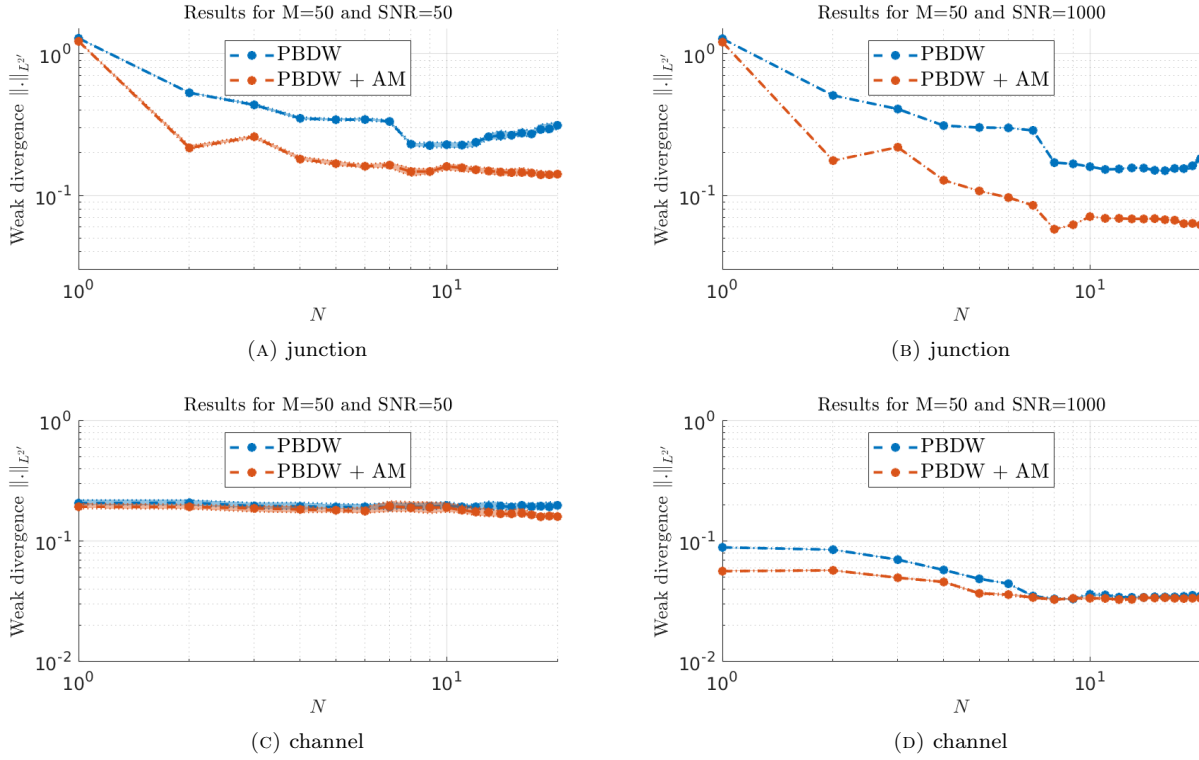 Results for M=50 and SNR=50
10^0
10^{-1}
Weak divergence ||.||_{L^{2'}}
PBDW
PBDW + AM
10^0
10^1
N
(A) junction
Results for M=50 and SNR=1000
10^0
10^{-1}
Weak divergence ||.||_{L^{2'}}
PBDW
PBDW + AM
10^0
10^1
N
(B) junction
Results for M=50 and SNR=50
10^0
10^{-1}
10^{-2}
Weak divergence ||.||_{L^{2'}}
PBDW
PBDW + AM
10^0
10^1
N
(C) channel
Results for M=50 and SNR=1000
10^0
10^{-1}
10^{-2}
Weak divergence ||.||_{L^{2'}}
PBDW
PBDW + AM
10^0
10^1
N
(D) channel